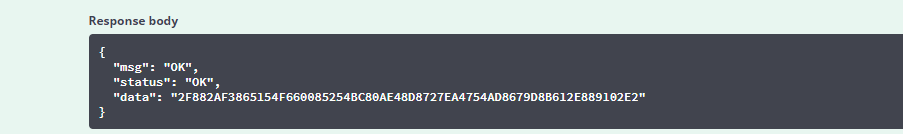 Response body
{
"msg": "OK",
"status": "OK",
"data": "2F882AF3865154F660085254BC80AE48D8727EA4754AD8679D8B612E889102E2"
}